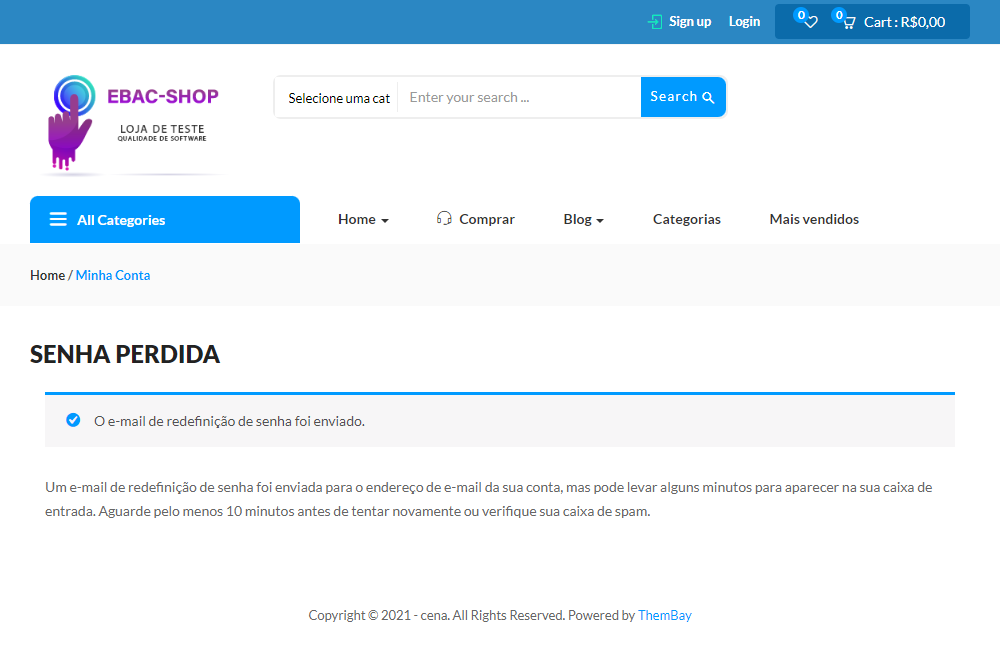 Sign up Login 0 0 Cart : R$0,00
EBAC-SHOP
LOJA DE TESTE
QUALIDADE DE SOFTWARE
Selecione uma cat Enter your search ... Search
All Categories Home Comprar Blog Categorias Mais vendidos
Home / Minha Conta
SENHA PERDIDA
O e-mail de redefinição de senha foi enviado.
Um e-mail de redefinição de senha foi enviada para o endereço de e-mail da sua conta, mas pode levar alguns minutos para aparecer na sua caixa de
entrada. Aguarde pelo menos 10 minutos antes de tentar novamente ou verifique sua caixa de spam.
Copyright © 2021 - cena. All Rights Reserved. Powered by ThemBay